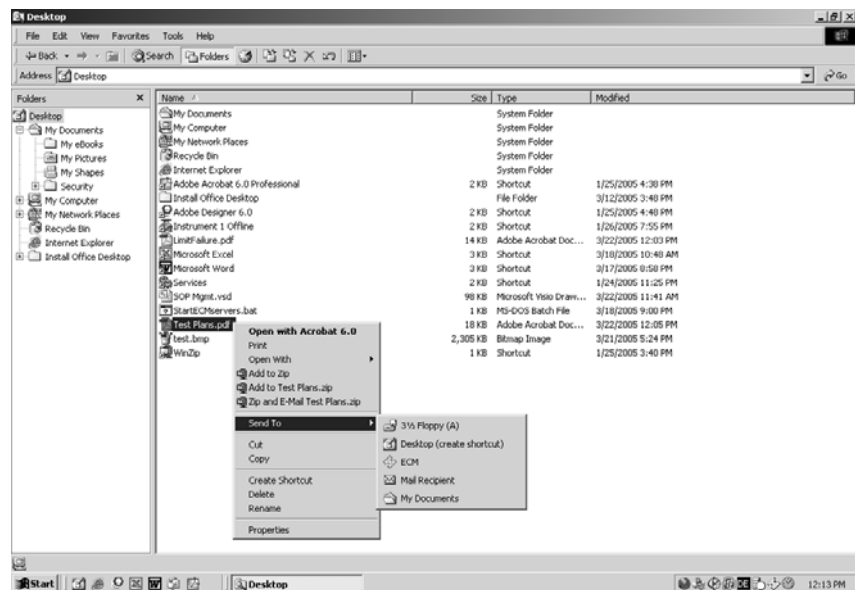 Desktop
File Edit View Favorites Tools Help
Back Search Folders
Address Desktop Go
Folders x Name Size Type Modified
Desktop
My Documents
My eBooks
My Pictures
My Shapes
Security
My Computer
My Network Places
Recycle Bin
Internet Explorer
Install Office Desktop
My Documents System Folder
My Computer System Folder
My Network Places System Folder
Recycle Bin System Folder
Internet Explorer System Folder
Adobe Acrobat 6.0 Professional 2 KB Shortcut 1/25/2005 4:38 PM
Install Office Desktop File Folder 3/12/2005 3:48 PM
Adobe Designer 6.0 2 KB Shortcut 1/25/2005 4:48 PM
Instrument 1 Offline 2 KB Shortcut 1/26/2005 7:55 PM
LimitFailure.pdf 14 KB Adobe Acrobat Doc... 3/22/2005 12:03 PM
Microsoft Excel 3 KB Shortcut 3/18/2005 10:48 AM
Microsoft Word 3 KB Shortcut 3/17/2005 8:58 PM
Services 2 KB Shortcut 1/24/2005 11:25 PM
SOP Mgmt.vsd 98 KB Microsoft Visio Draw... 3/22/2005 11:41 AM
StartECMservers.bat 1 KB MS-DOS Batch File 3/18/2005 9:00 PM
Test Plans.pdf 18 KB Adobe Acrobat Doc... 3/22/2005 12:05 PM
test.bmp 2,305 KB Bitmap Image 3/21/2005 5:24 PM
WinZip 1 KB Shortcut 1/25/2005 3:40 PM
Open with Acrobat 6.0
Print
Open With
Add to Zip
Add to Test Plans.zip
Zip and E-Mail Test Plans.zip
Send To
Cut
Copy
Create Shortcut
Delete
Rename
Properties
3½ Floppy (A)
Desktop (create shortcut)
ECM
Mail Recipient
My Documents
Start Desktop DE 12:13 PM